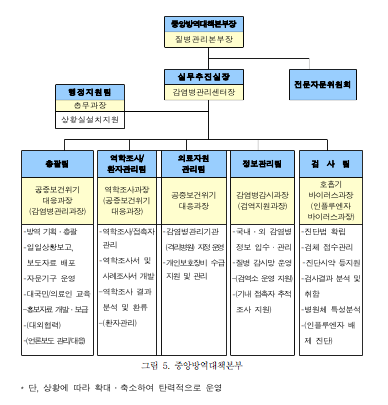 중앙방역대책본부장
질병관리본부장
실무추진실장
감염병관리센터장
행정지원팀
총무과장
상황실설치지원
전문자문위원회
총괄팀
공중보건위기
대응과장
(감염병관리과장)
-방역 기획·총괄
-일일상황보고,
보도자료 배포
-자문기구 운영
-대국민/의료인 교육
-홍보자료 개발·보급
-(대외협력)
-(언론보도 관리/대응)
역학조사/
환자관리팀
역학조사과장
(공중보건위기
대응과장)
-역학조사/접촉자
관리
-역학조사서 및
사례조사서 개발
-역학조사 결과
분석 및 환류
-(환자관리)
의료자원
관리팀
공중보건위기
대응과장
-감염병관리기관
(격리병원) 지정·운영
-개인보호장비 수급
지원 및 관리
정보관리팀
감염병감시과장
(검역지원과장)
-국내·외 감염병
정보 입수·관리
-질병 감시망 운영
-(검역소 운영 지원)
-(기내 접촉자 추적
조사 지원)
검 사 팀
호흡기
바이러스과장
(인플루엔자
바이러스과장)
-진단법 확립
-검체 접수관리
-진단시약 등지원
-검사결과 분석 및
취합
-병원체 특성분석
-(인플루엔자 배
제 진단)
그림 5. 중앙방역대책본부
• 단, 상황에 따라 확대·축소하여 탄력적으로 운영